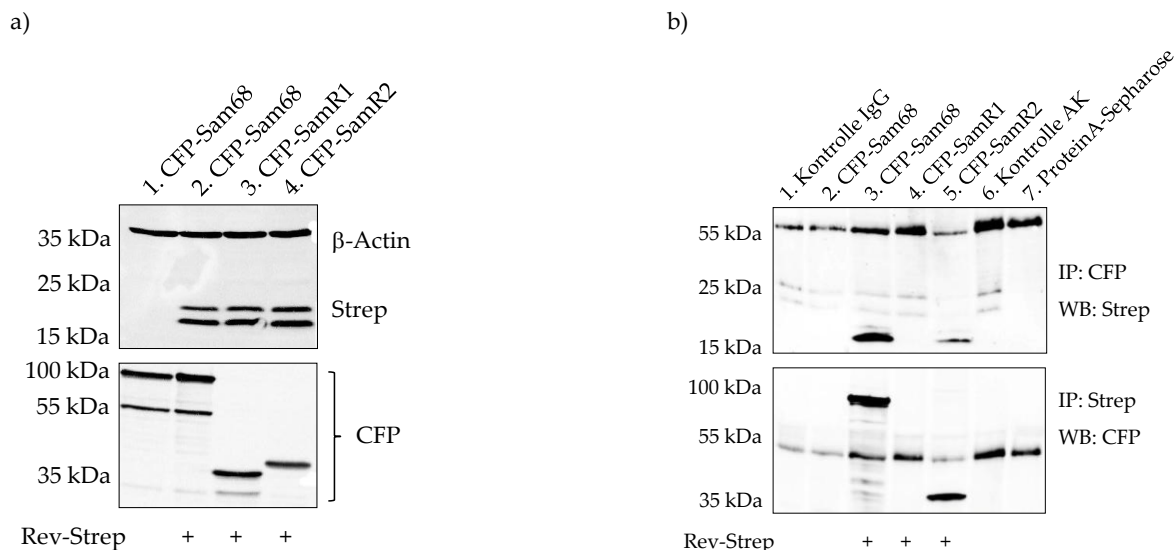 a)
1. CFP-Sam68
2. CFP-Sam68
3. CFP-SamR1
4. CFP-SamR2
35 kDa
β-Actin
25 kDa
Strep
15 kDa
100 kDa
55 kDa
CFP
35 kDa
Rev-Strep + + +
b)
1. Kontrolle IgG
2. CFP-Sam68
3. CFP-Sam68
4. CFP-SamR1
5. CFP-SamR2
6. Kontrolle AK
7. ProteinA-Sepharose
55 kDa
IP: CFP
25 kDa
WB: Strep
15 kDa
100 kDa
IP: Strep
55 kDa
WB: CFP
35 kDa
Rev-Strep + + +